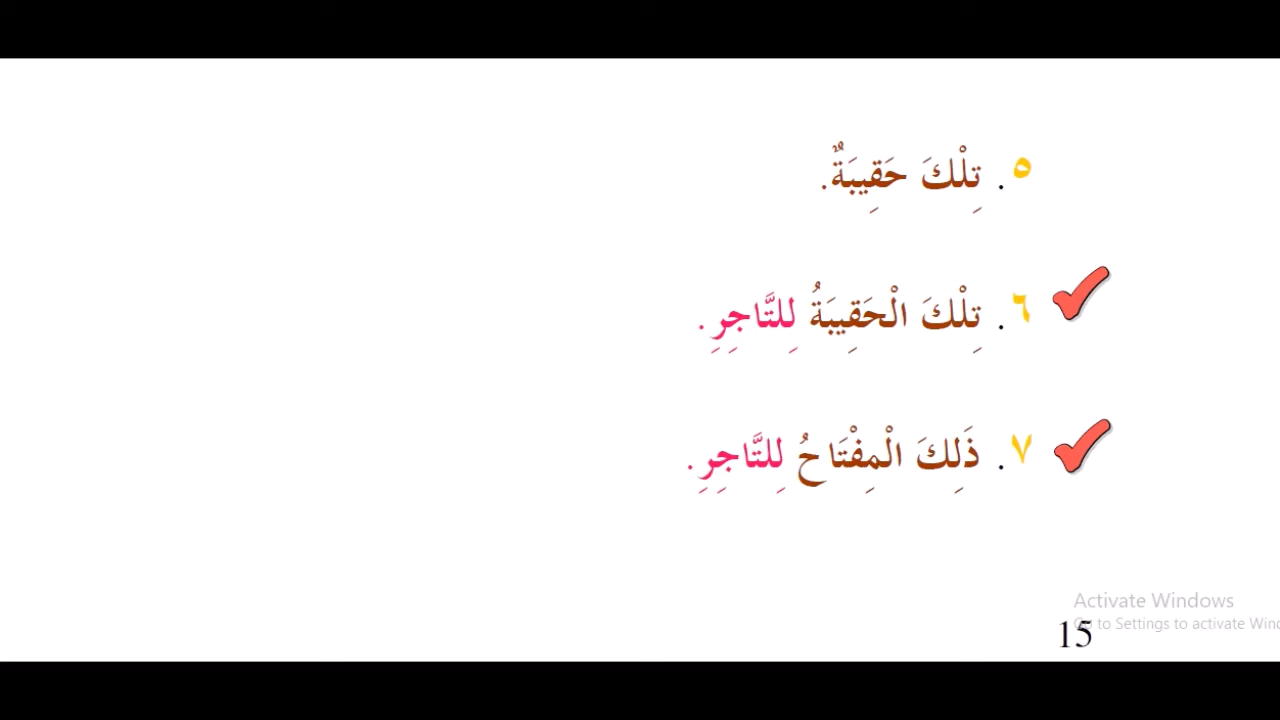 ٥. تِلْكَ حَقِيبَةٌ.
٦. تِلْكَ الْحَقِيبَةُ لِلتَّاجِرِ.
٧. ذَلِكَ الْمِفْتَاحُ لِلتَّاجِرِ.
Activate Windows
Go to Settings to activate Wind
15